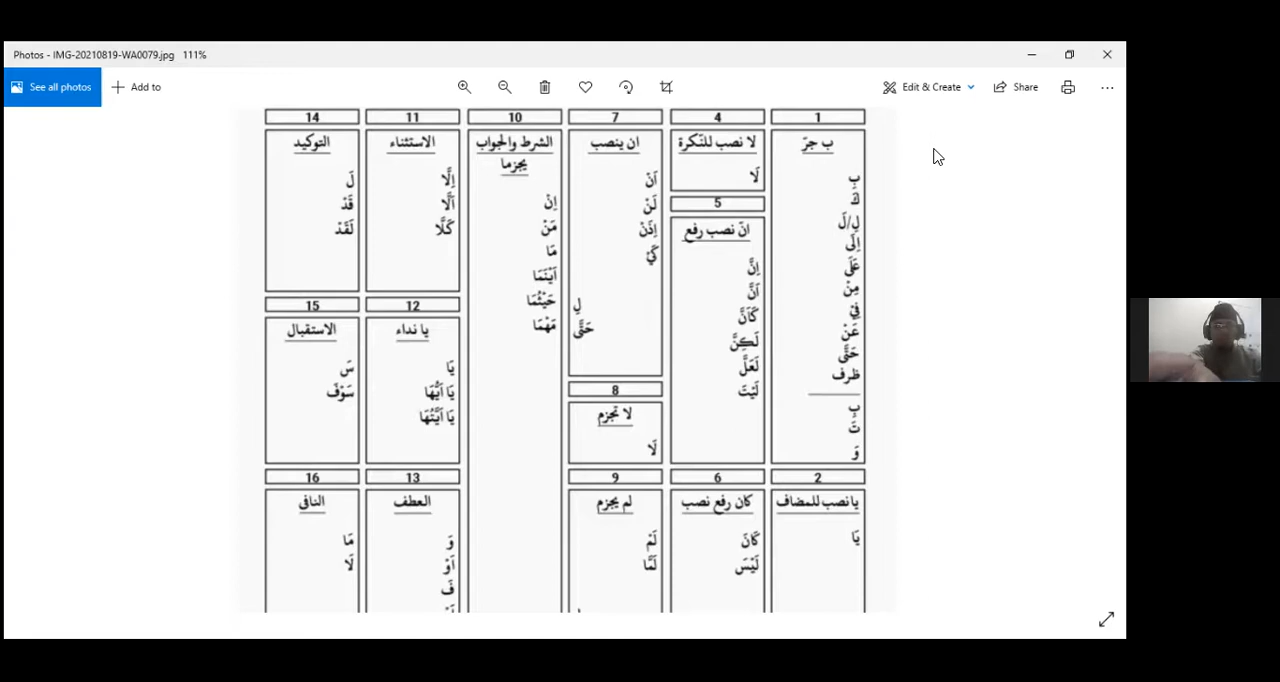 Photos - IMG-20210819-WA0079.jpg 111%
See all photos
Add to
Edit & Create
Share
1
ب جرّ
بِ
كَ
لِ/لَ
اِلَى
عَلَى
مِنْ
فِيْ
عَنْ
حَتَّى
ظرف
بِ
تَ
وَ
2
يا نصب للمضاف
يَا
4
لا نصب للنّكرة
لَا
5
انّ نصب رفع
اِنَّ
اَنَّ
كَاَنَّ
لَكِنَّ
لَعَلَّ
لَيْتَ
6
كان رفع نصب
كَانَ
لَيْسَ
7
ان ينصب
اَنْ
لَنْ
اِذَنْ
كَيْ
لِ
حَتَّى
8
لا تجزم
لَا
9
لم يجزم
لَمْ
لَمَّا
10
الشرط والجواب
يجزما
اِنْ
مَنْ
مَا
اَيْنَمَا
حَيْثُمَا
مَهْمَا
11
الاستثناء
اِلَّا
اَلَّا
كَلَّا
12
يا نداء
يَا
يَا اَيُّهَا
يَا اَيَّتُهَا
13
العطف
وَ
اَوْ
فَ
14
التوكيد
لَ
قَدْ
لَقَدْ
15
الاستقبال
سَ
سَوْفَ
16
النافى
مَا
لَا